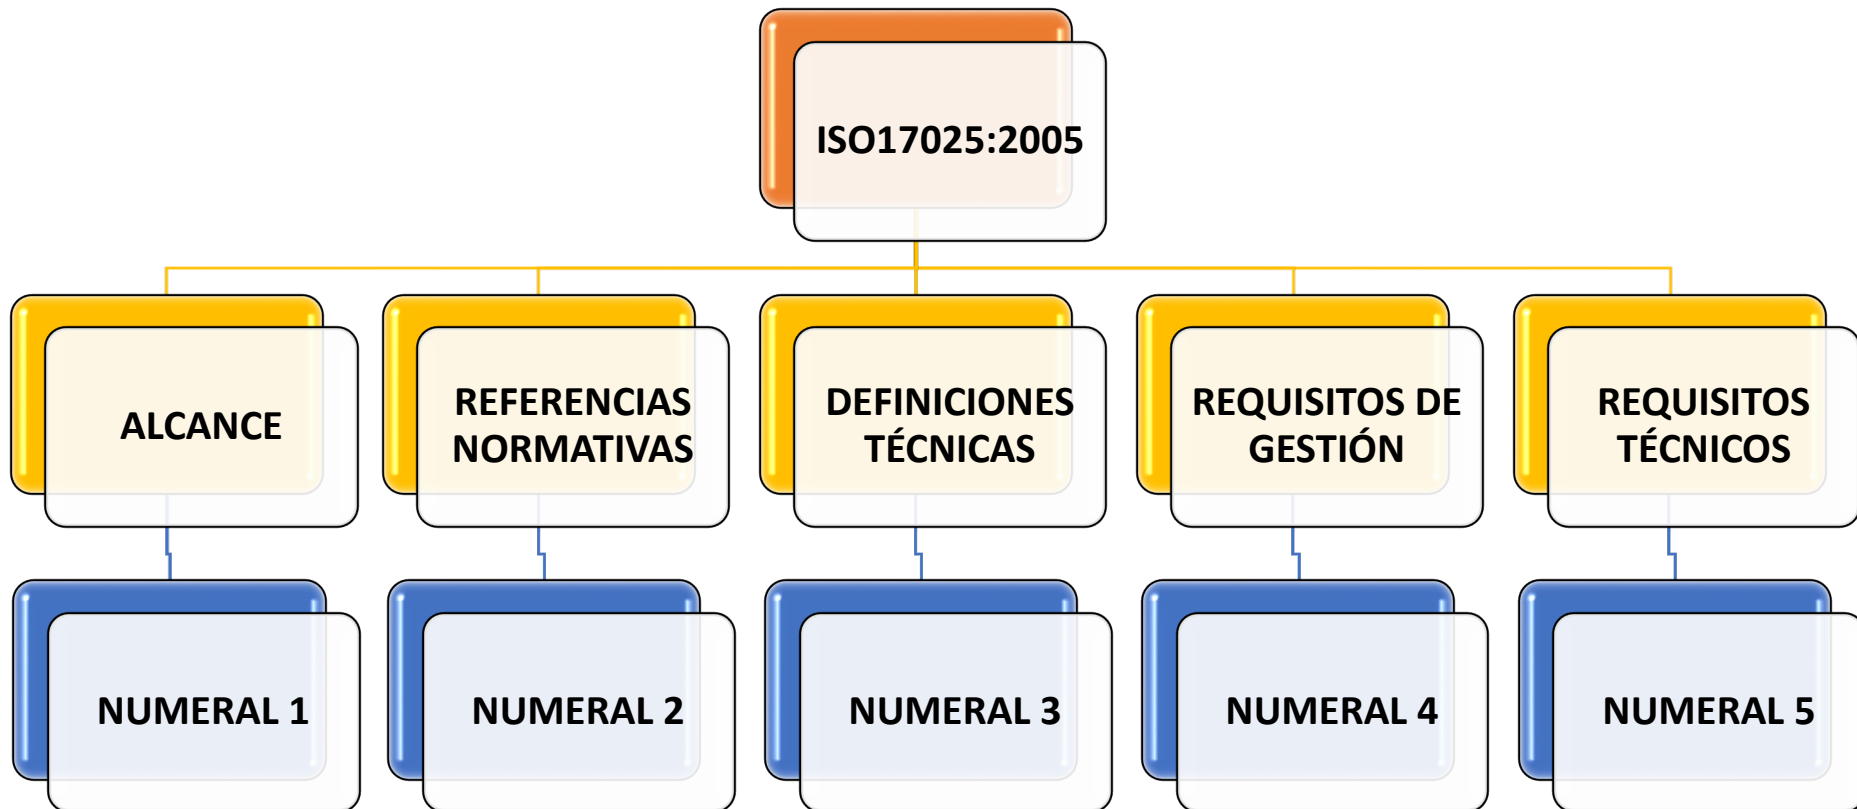 ISO17025:2005
ALCANCE
REFERENCIAS
NORMATIVAS
DEFINICIONES
TÉCNICAS
REQUISITOS DE
GESTIÓN
REQUISITOS
TÉCNICOS
NUMERAL 1
NUMERAL 2
NUMERAL 3
NUMERAL 4
NUMERAL 5